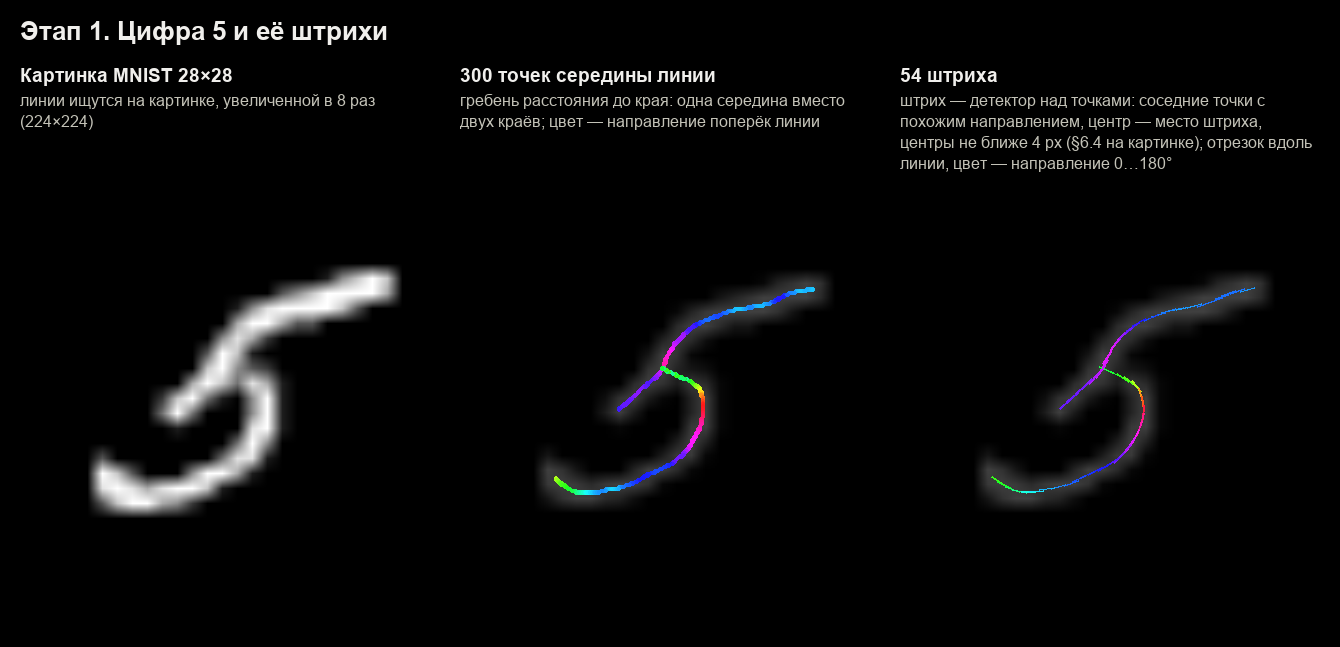 Этап 1. Цифра 5 и её штрихи
Картинка MNIST 28×28
линии ищутся на картинке, увеличенной в 8 раз
(224×224)
300 точек середины линии
гребень расстояния до края: одна середина вместо
двух краёв; цвет — направление поперёк линии
54 штриха
штрих — детектор над точками: соседние точки с
похожим направлением, центр — место штриха,
центры не ближе 4 px (§6.4 на картинке); отрезок вдоль
линии, цвет — направление 0…180°